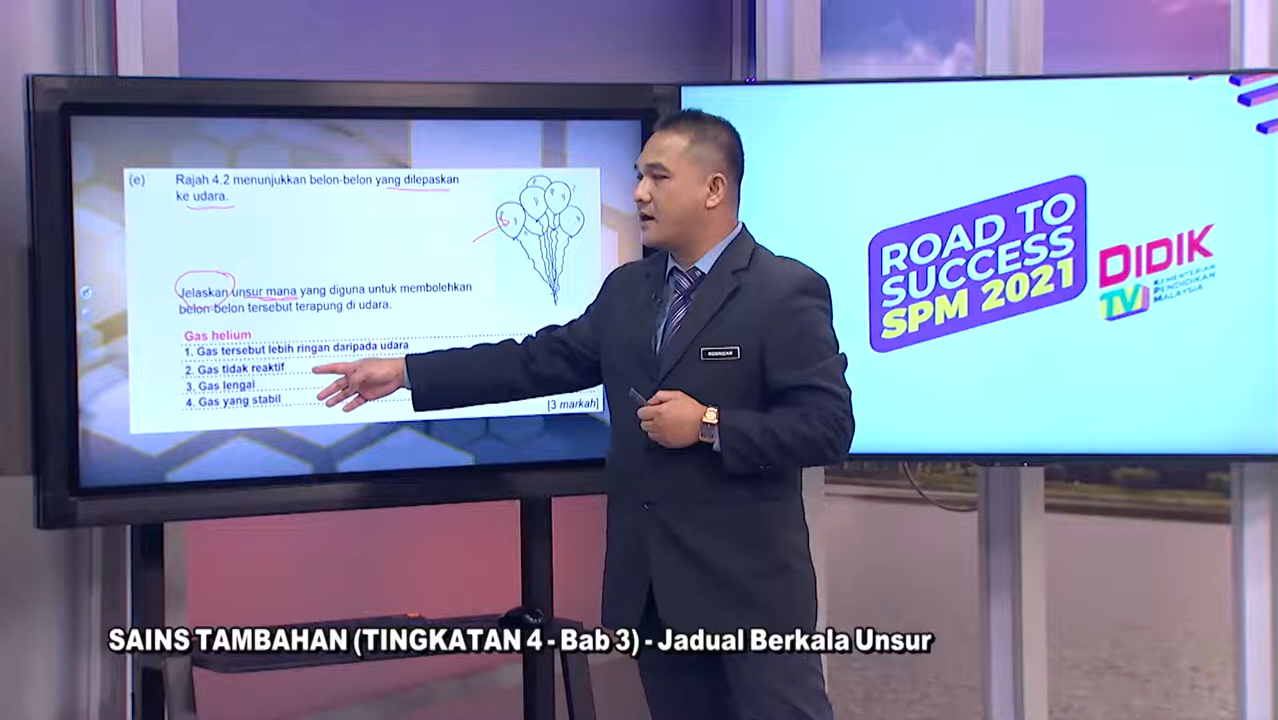 (e) Rajah 4.2 menunjukkan belon-belon yang dilepaskan
ke udara.
Jelaskan unsur mana yang diguna untuk membolehkan
belon-belon tersebut terapung di udara.
Gas helium
1. Gas tersebut lebih ringan daripada udara
2. Gas tidak reaktif
3. Gas lengai
4. Gas yang stabil
[3 markah]
ROSNIZAR
ROAD TO
SUCCESS
SPM 2021
DIDIK
TV
KEMENTERIAN
PENDIDIKAN
MALAYSIA
SAINS TAMBAHAN (TINGKATAN 4 - Bab 3) - Jadual Berkala Unsur